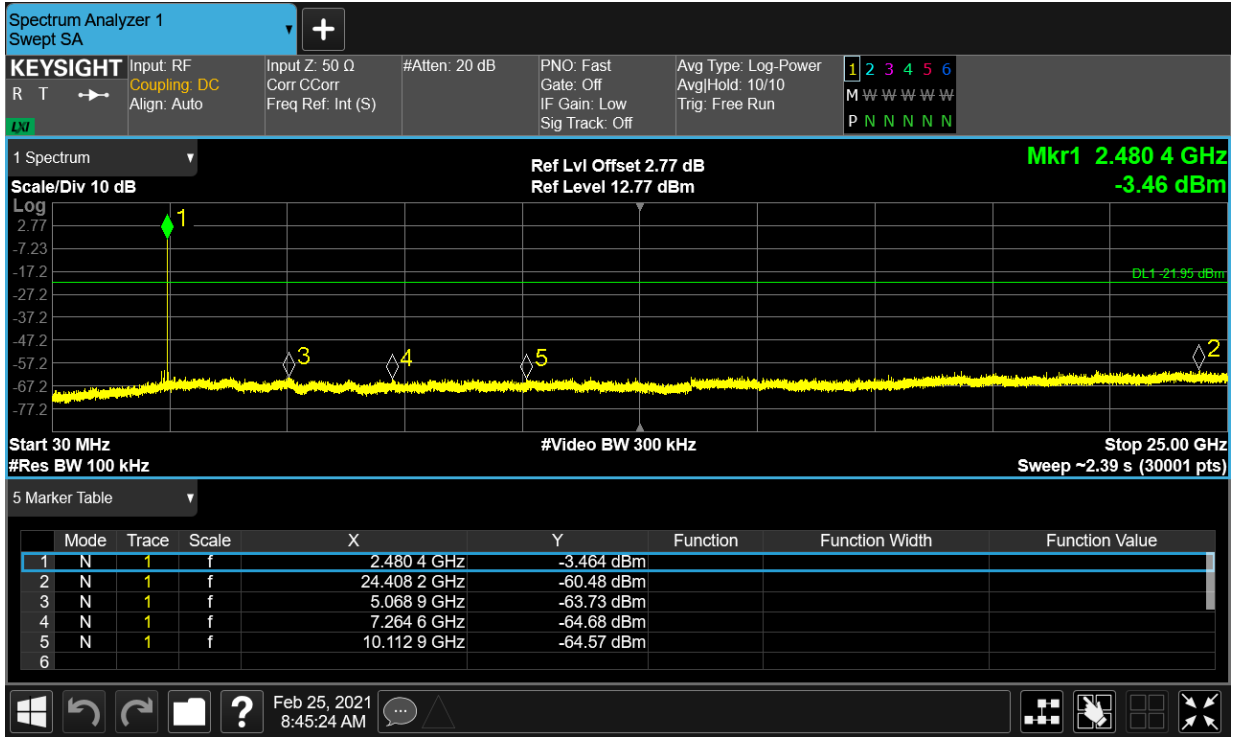 Spectrum Analyzer 1
Swept SA
KEYSIGHT Input: RF Input Z: 50 Ω #Atten: 20 dB PNO: Fast Avg Type: Log-Power 1 2 3 4 5 6
R T Coupling: DC Corr CCorr Gate: Off Avg|Hold: 10/10 M W W W W W
Align: Auto Freq Ref: Int (S) IF Gain: Low Trig: Free Run P N N N N N
LXI Sig Track: Off
1 Spectrum Ref Lvl Offset 2.77 dB Mkr1 2.480 4 GHz
Scale/Div 10 dB Ref Level 12.77 dBm -3.46 dBm
Log
1
2.77
-7.23
-17.2 DL1 -21.95 dBm
-27.2
-37.2
-47.2
3 4 5 2
-57.2
-67.2
-77.2
Start 30 MHz #Video BW 300 kHz Stop 25.00 GHz
#Res BW 100 kHz Sweep ~2.39 s (30001 pts)
5 Marker Table
Mode Trace Scale X Y Function Function Width Function Value
1 N 1 f 2.480 4 GHz -3.464 dBm
2 N 1 f 24.408 2 GHz -60.48 dBm
3 N 1 f 5.068 9 GHz -63.73 dBm
4 N 1 f 7.264 6 GHz -64.68 dBm
5 N 1 f 10.112 9 GHz -64.57 dBm
6
? Feb 25, 2021
8:45:24 AM